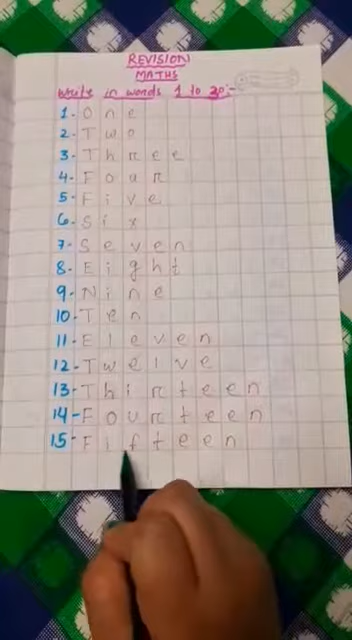 REVISION
MATHS
Write in words 1 to 20:-
1- One
2- Two
3- Three
4- Four
5- Five
6- Six
7- Seven
8- Eight
9- Nine
10- Ten
11- Eleven
12- Twelve
13- Thirteen
14- Fourteen
15- Fifteen